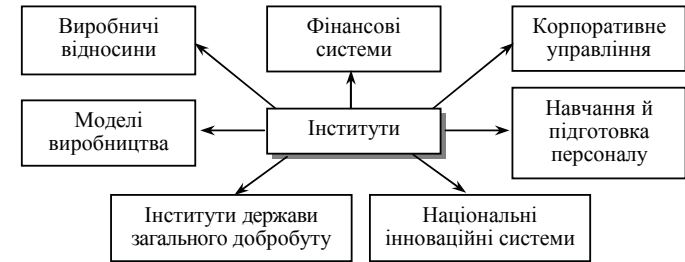 Виробничі
відносини
Фінансові
системи
Корпоративне
управління
Моделі
виробництва
Інститути
Навчання й
підготовка
персоналу
Інститути держави
загального добробуту
Національні
інноваційні системи